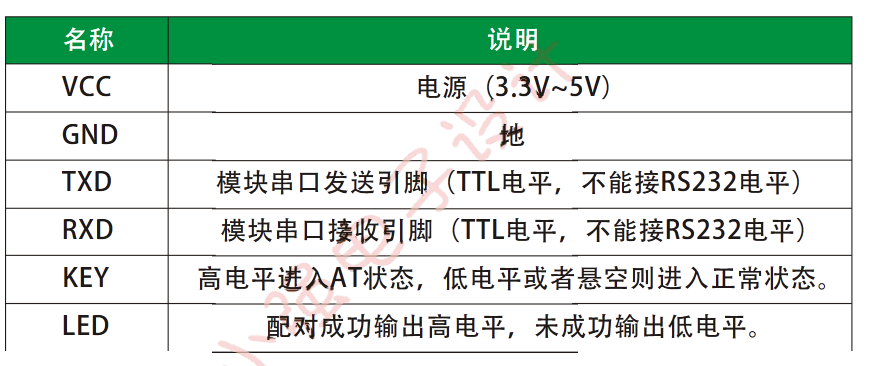 名称 说明
VCC 电源（3.3V~5V）
GND 地
TXD 模块串口发送引脚（TTL电平，不能接RS232电平）
RXD 模块串口接收引脚（TTL电平，不能接RS232电平）
KEY 高电平进入AT状态，低电平或者悬空则进入正常状态。
LED 配对成功输出高电平，未成功输出低电平。
小强电子设计